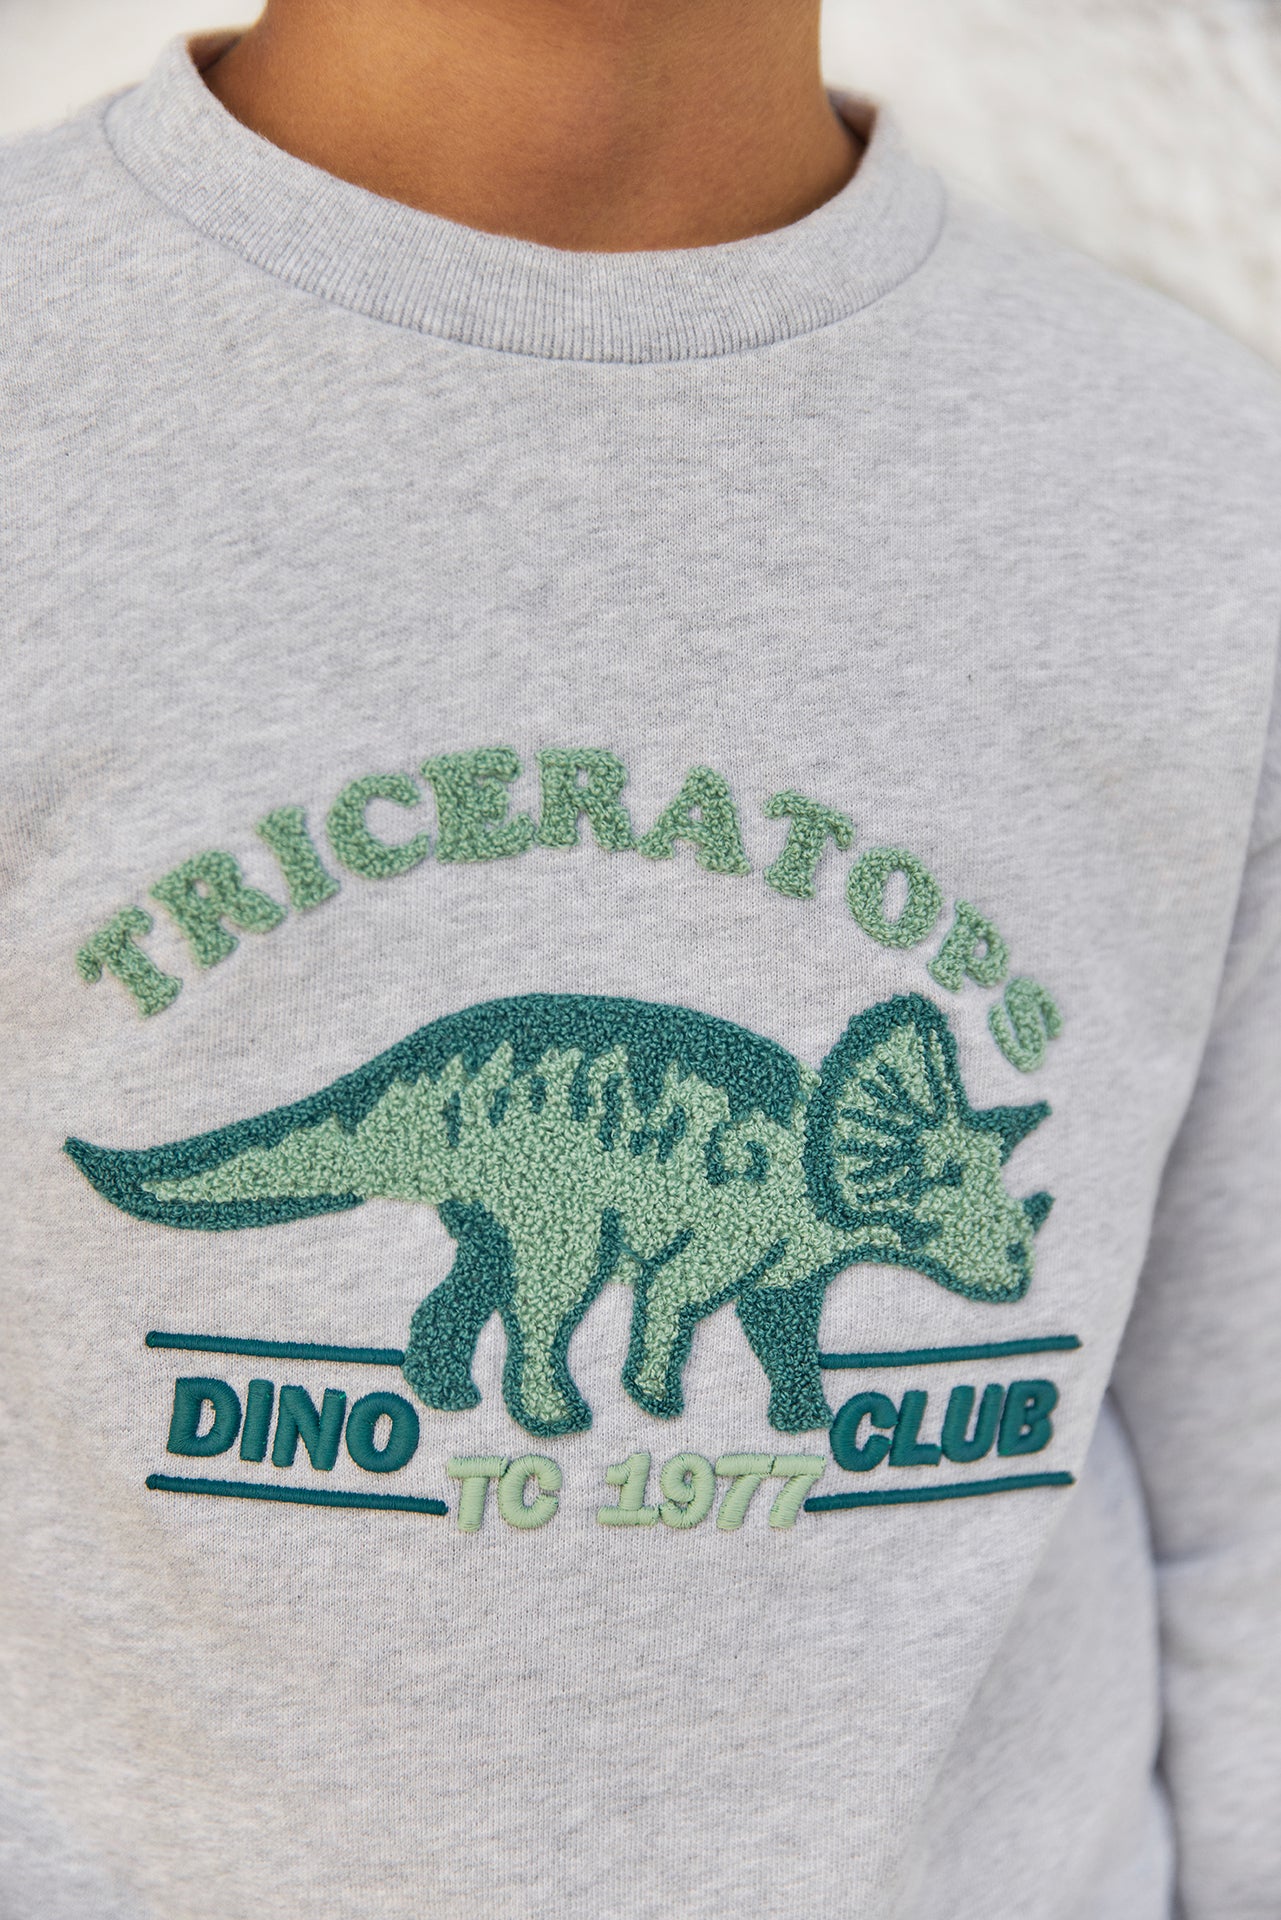 TRICERATOPS
DINO CLUB
TC 1977